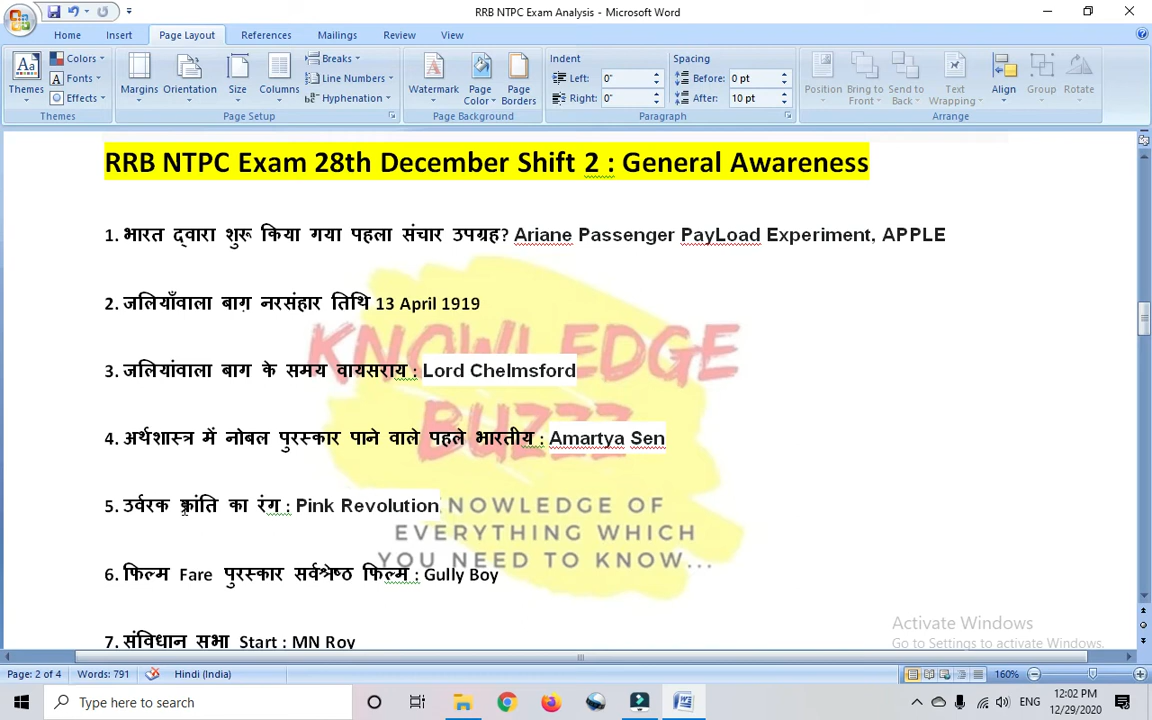 RRB NTPC Exam Analysis - Microsoft Word
Home Insert Page Layout References Mailings Review View
Themes Colors Fonts Effects Margins Orientation Size Columns Breaks Line Numbers Hyphenation Watermark Page Color Page Borders Indent Left: 0" Right: 0" Spacing Before: 0 pt After: 10 pt Position Bring to Front Send to Back Text Wrapping Align Group Rotate
Themes Page Setup Page Background Paragraph Arrange
RRB NTPC Exam 28th December Shift 2 : General Awareness
1. भारत द्वारा शुरू किया गया पहला संचार उपग्रह? Ariane Passenger PayLoad Experiment, APPLE
2. जलियाँवाला बाग़ नरसंहार तिथि 13 April 1919
3. जलियांवाला बाग के समय वायसराय : Lord Chelmsford
4. अर्थशास्त्र में नोबल पुरस्कार पाने वाले पहले भारतीय : Amartya Sen
5. उर्वरक क्रांति का रंग : Pink Revolution
6. फिल्म Fare पुरस्कार सर्वश्रेष्ठ फिल्म : Gully Boy
7. संविधान सभा Start : MN Roy
KNOWLEDGE
BUZZZ
NOWLEDGE OF
EVERYTHING WHICH
YOU NEED TO KNOW...
Activate Windows
Go to Settings to activate Windows.
Page: 2 of 4 Words: 791 Hindi (India) 160%
Type here to search ENG 12:02 PM
12/29/2020